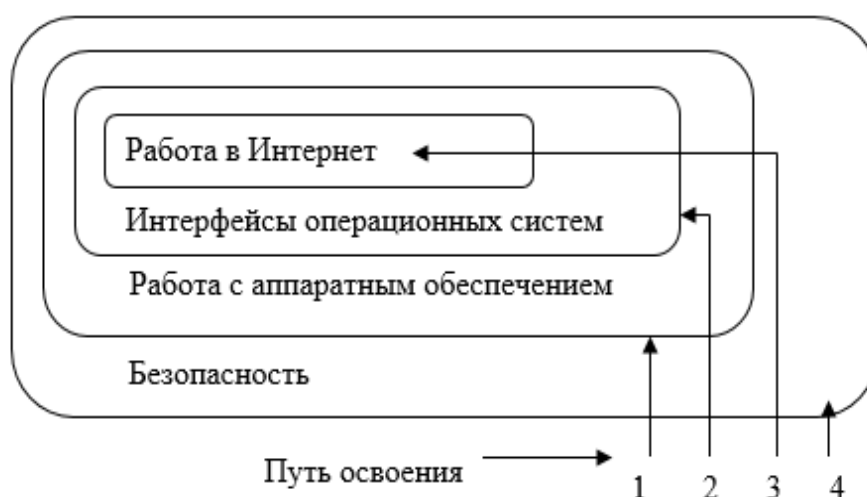 Работа в Интернет
Интерфейсы операционных систем
Работа с аппаратным обеспечением
Безопасность
Путь освоения
1 2 3 4